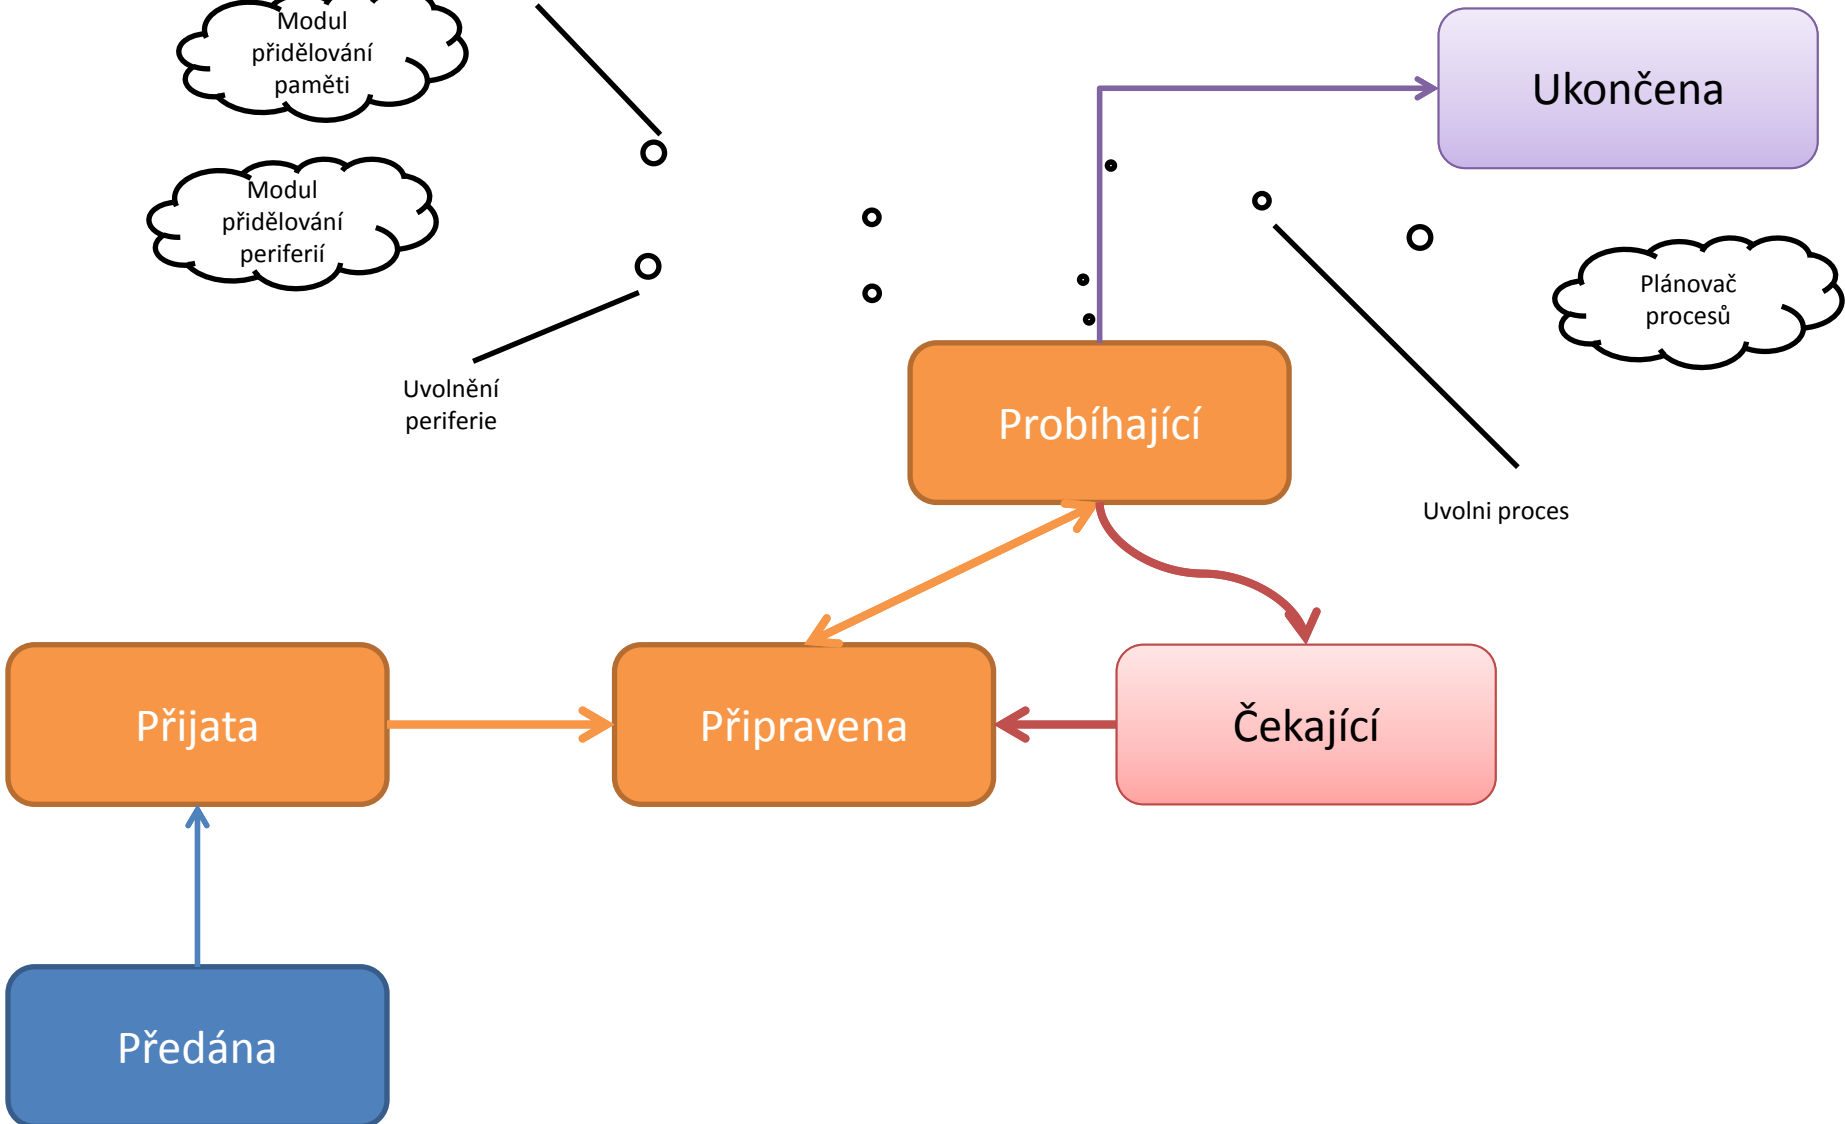 Modul
přidělování
paměti
Ukončena
Modul
přidělování
periferií
Plánovač
procesů
Uvolnění
periferie
Probíhající
Uvolni proces
Přijata
Připravena
Čekající
Předána